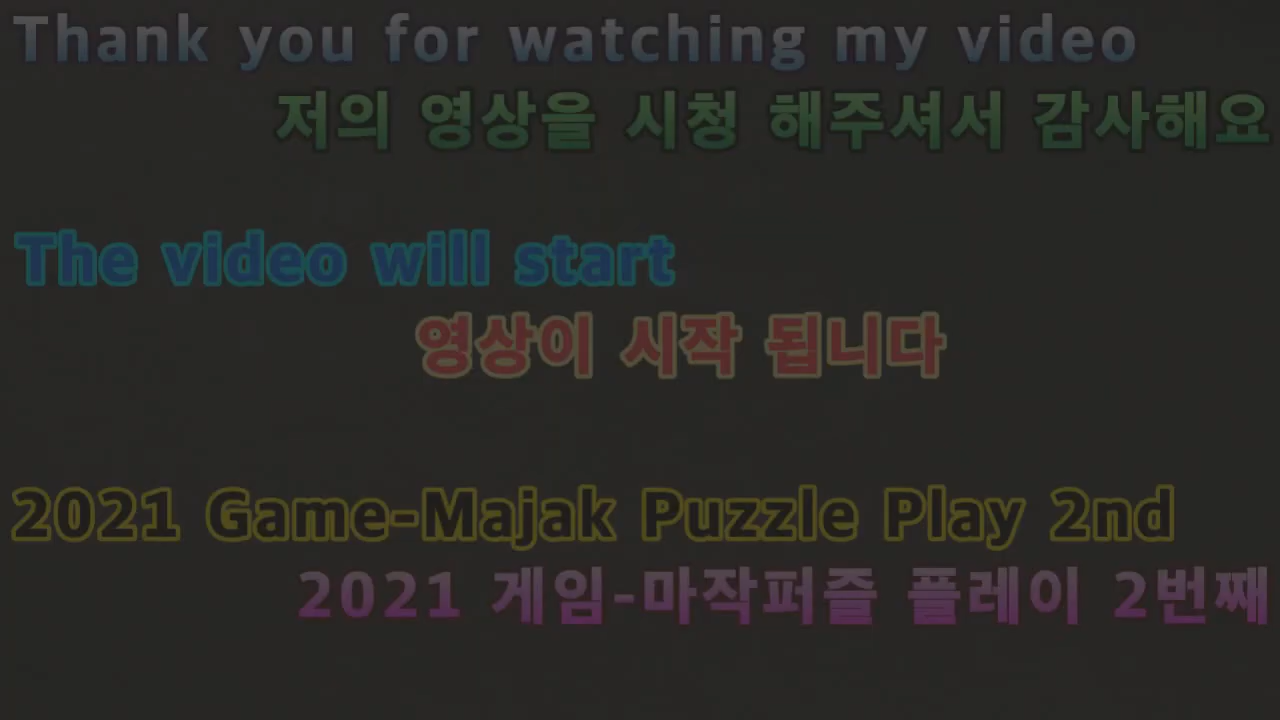 Thank you for watching my video
저의 영상을 시청 해주셔서 감사해요
The video will start
영상이 시작 됩니다
2021 Game-Majak Puzzle Play 2nd
2021 게임-마작퍼즐 플레이 2번째